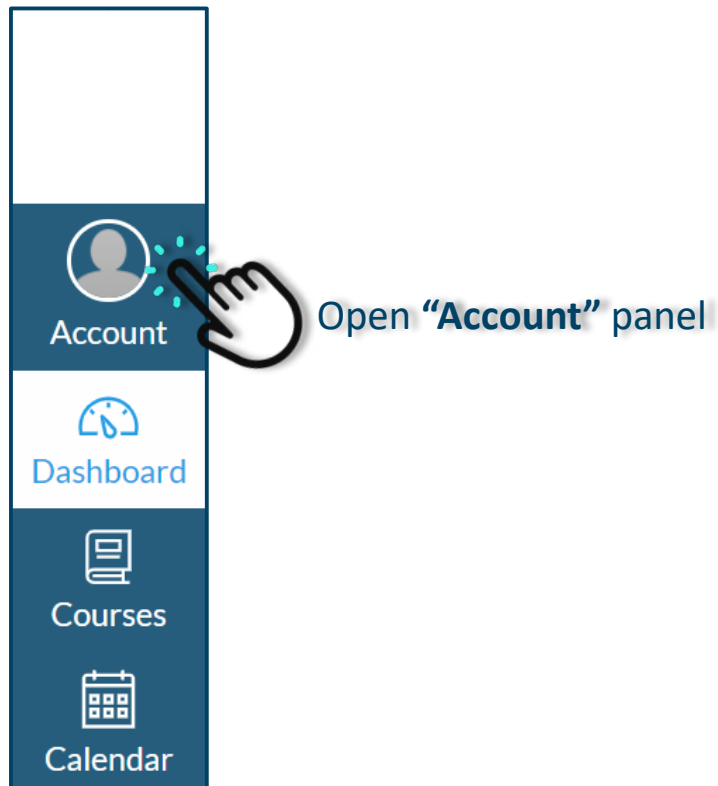 Account
Open “Account” panel
Dashboard
Courses
Calendar